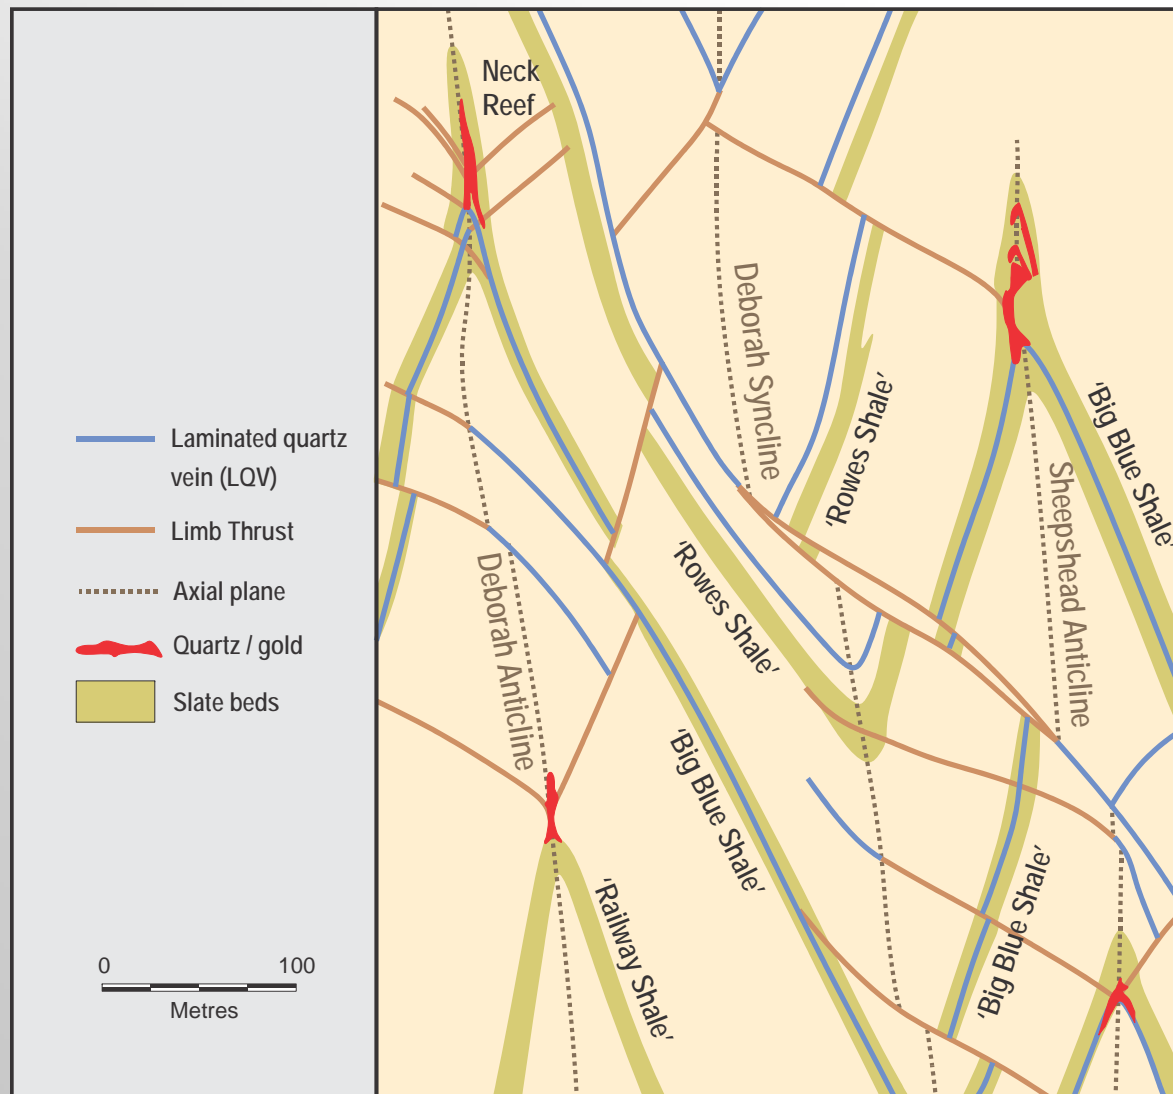 Neck
Reef
Deborah Syncline
'Rowes Shale'
'Big Blue Shale'
Sheepshead Anticline
Laminated quartz
vein (LQV)
Limb Thrust
Axial plane
Quartz / gold
Slate beds
Deborah Anticline
'Rowes Shale'
'Big Blue Shale'
'Big Blue Shale'
'Railway Shale'
0 100
Metres